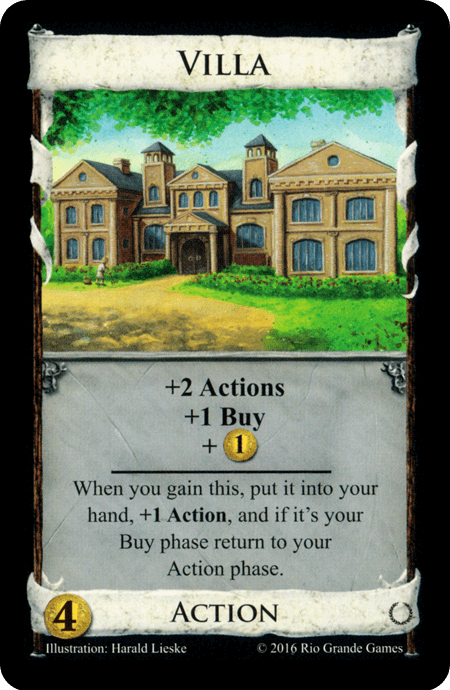 VILLA
+2 Actions
+1 Buy
+ 1
When you gain this, put it into your
hand, +1 Action, and if it's your
Buy phase return to your
Action phase.
4
ACTION
Illustration: Harald Lieske
© 2016 Rio Grande Games